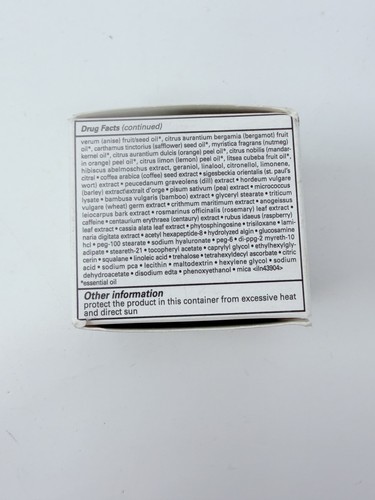 Drug Facts (continued)
verum (anise) fruit/seed oil*, citrus aurantium bergamia (bergamot) fruit
oil*, carthamus tinctorius (safflower) seed oil*, myristica fragrans (nutmeg)
kernel oil*, citrus aurantium dulcis (orange) peel oil*, citrus nobilis (mandar-
in orange) peel oil*, citrus limon (lemon) peel oil*, litsea cubeba fruit oil*,
hibiscus abelmoschus extract, geraniol, linalool, citronellol, limonene,
citral • coffea arabica (coffee) seed extract • sigesbeckia orientalis (st. paul's
wort) extract • peucedanum graveolens (dill) extract • hordeum vulgare
(barley) extract\extrait d'orge • pisum sativum (pea) extract • micrococcus
lysate • bambusa vulgaris (bamboo) extract • glyceryl stearate • triticum
vulgare (wheat) germ extract • crithmum maritimum extract • anogeissus
leiocarpus bark extract • rosmarinus officinalis (rosemary) leaf extract •
caffeine • centaurium erythraea (centaury) extract • rubus idaeus (raspberry)
leaf extract • cassia alata leaf extract • phytosphingosine • trisiloxane • lami-
naria digitata extract • acetyl hexapeptide-8 • hydrolyzed algin • glucosamine
hcl • peg-100 stearate • sodium hyaluronate • peg-6 • di-ppg-2 myreth-10
adipate • steareth-21 • tocopheryl acetate • caprylyl glycol • ethylhexylgly-
cerin • squalane • linoleic acid • trehalose • tetrahexyldecyl ascorbate • citric
acid • sodium pca • lecithin • maltodextrin • hexylene glycol • sodium
dehydroacetate • disodium edta • phenoxyethanol • mica <iln43904>
*essential oil
Other information
protect the product in this container from excessive heat
and direct sun